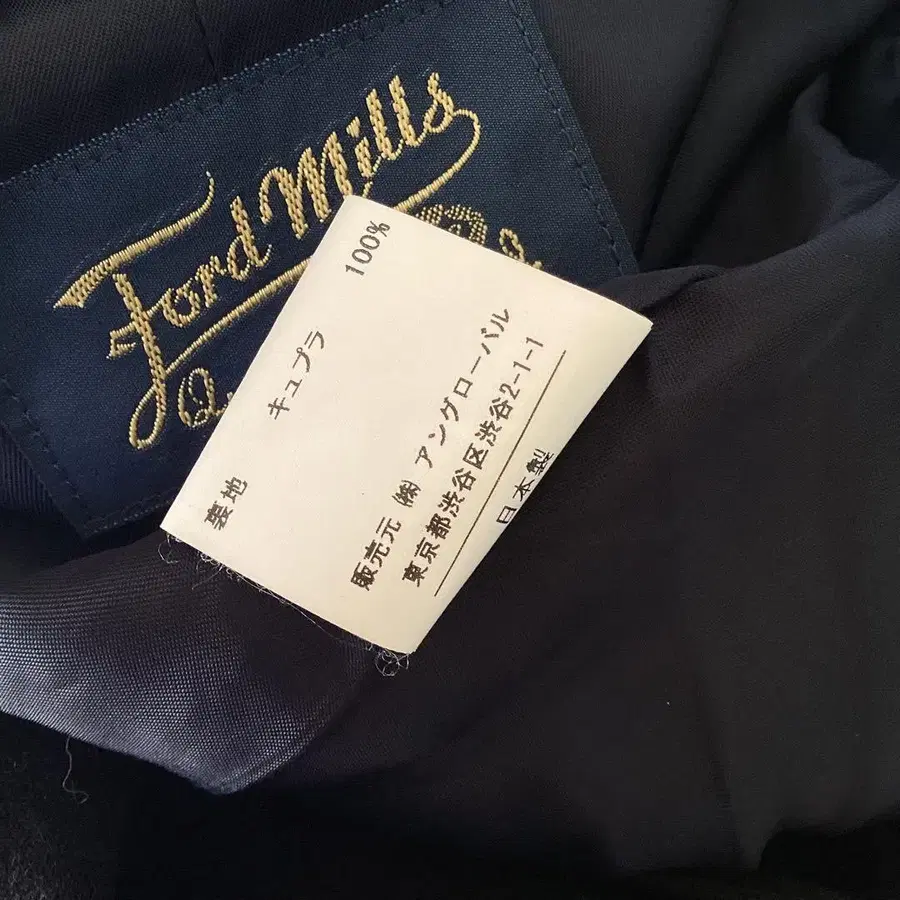 Ford Mills
裏地 キュプラ 100%
販売元 ㈱ アングローバル
東京都渋谷区渋谷2-1-1
日本製